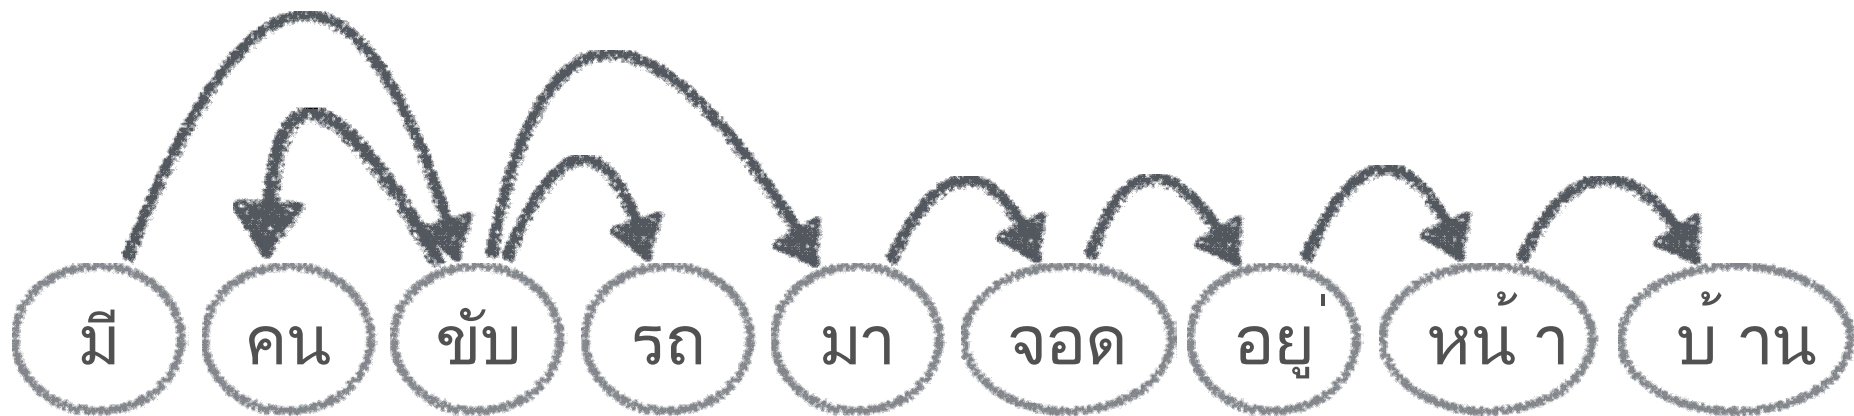 มี คน ขับ รถ มา จอด อยู่ หน้า บ้าน